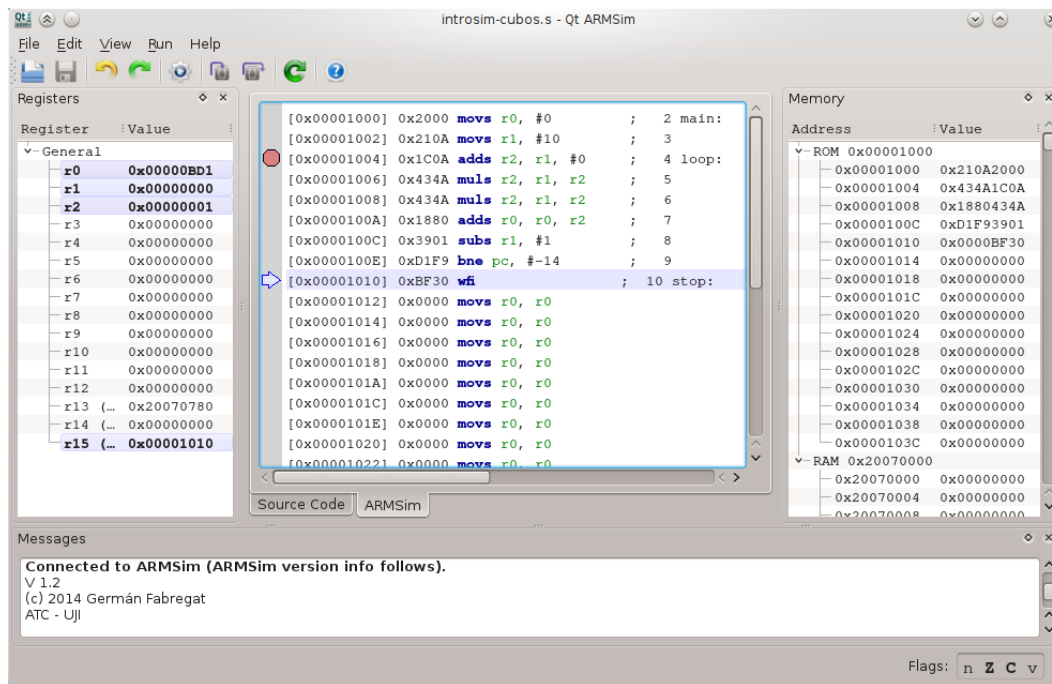 introsim-cubos.s - Qt ARMSim
File Edit View Run Help
Registers
Register Value
General
r0 0x00000BD1
r1 0x00000000
r2 0x00000001
r3 0x00000000
r4 0x00000000
r5 0x00000000
r6 0x00000000
r7 0x00000000
r8 0x00000000
r9 0x00000000
r10 0x00000000
r11 0x00000000
r12 0x00000000
r13 (… 0x20070780
r14 (… 0x00000000
r15 (… 0x00001010
[0x00001000] 0x2000 movs r0, #0 ; 2 main:
[0x00001002] 0x210A movs r1, #10 ; 3
[0x00001004] 0x1C0A adds r2, r1, #0 ; 4 loop:
[0x00001006] 0x434A muls r2, r1, r2 ; 5
[0x00001008] 0x434A muls r2, r1, r2 ; 6
[0x0000100A] 0x1880 adds r0, r0, r2 ; 7
[0x0000100C] 0x3901 subs r1, #1 ; 8
[0x0000100E] 0xD1F9 bne pc, #-14 ; 9
[0x00001010] 0xBF30 wfi ; 10 stop:
[0x00001012] 0x0000 movs r0, r0
[0x00001014] 0x0000 movs r0, r0
[0x00001016] 0x0000 movs r0, r0
[0x00001018] 0x0000 movs r0, r0
[0x0000101A] 0x0000 movs r0, r0
[0x0000101C] 0x0000 movs r0, r0
[0x0000101E] 0x0000 movs r0, r0
[0x00001020] 0x0000 movs r0, r0
[0x00001022] 0x0000 movs r0, r0
Source Code ARMSim
Memory
Address Value
ROM 0x00001000
0x00001000 0x210A2000
0x00001004 0x434A1C0A
0x00001008 0x1880434A
0x0000100C 0xD1F93901
0x00001010 0x0000BF30
0x00001014 0x00000000
0x00001018 0x00000000
0x0000101C 0x00000000
0x00001020 0x00000000
0x00001024 0x00000000
0x00001028 0x00000000
0x0000102C 0x00000000
0x00001030 0x00000000
0x00001034 0x00000000
0x00001038 0x00000000
0x0000103C 0x00000000
RAM 0x20070000
0x20070000 0x00000000
0x20070004 0x00000000
0x20070008 0x00000000
Messages
Connected to ARMSim (ARMSim version info follows).
V 1.2
(c) 2014 Germán Fabregat
ATC - UJI
Flags: n Z C v